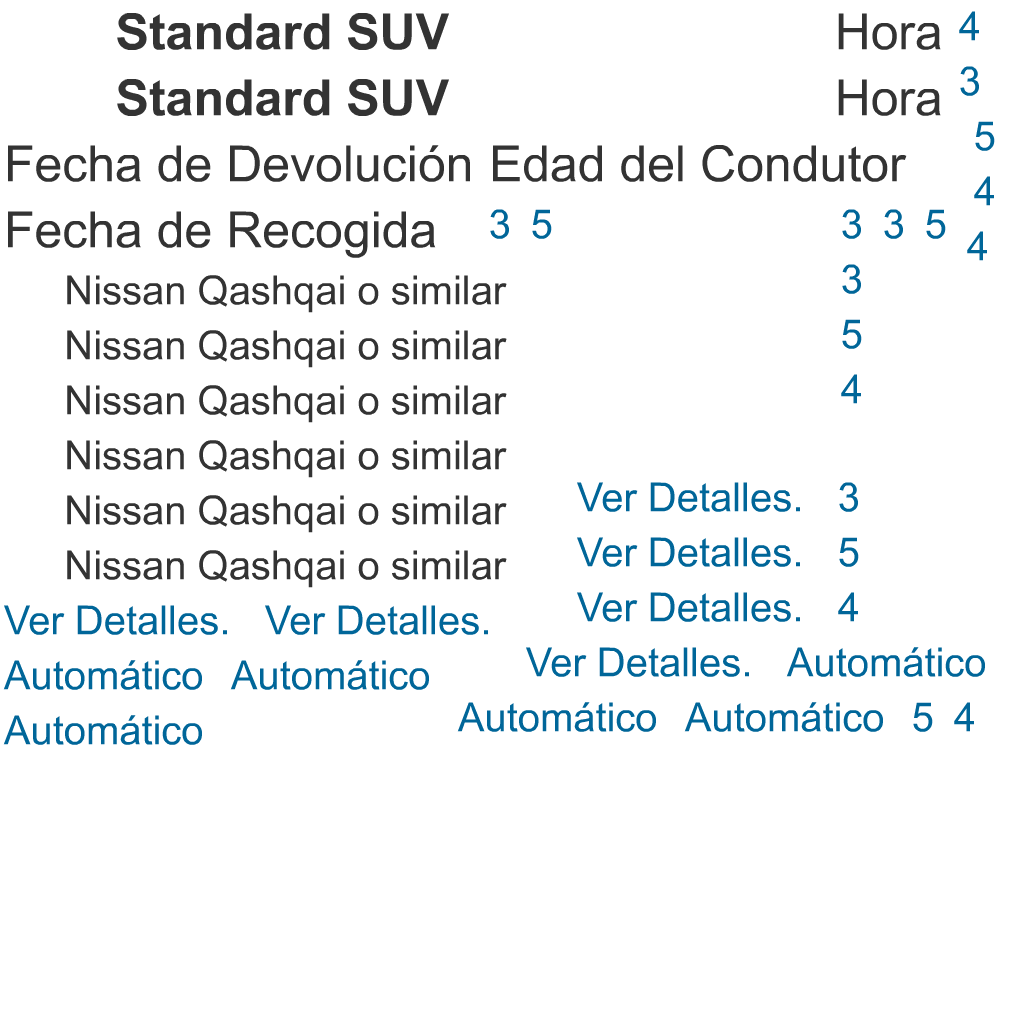 Standard SUV Hora 4
Standard SUV Hora 3
5
Fecha de Devolución Edad del Condutor
4
Fecha de Recogida 3 5 3 3 5 4
Nissan Qashqai o similar 3
Nissan Qashqai o similar 5
Nissan Qashqai o similar 4
Nissan Qashqai o similar
Ver Detalles. 3
Nissan Qashqai o similar
Ver Detalles. 5
Nissan Qashqai o similar
Ver Detalles. 4
Ver Detalles. Ver Detalles.
Ver Detalles. Automático
Automático Automático
Automático Automático 5 4
Automático